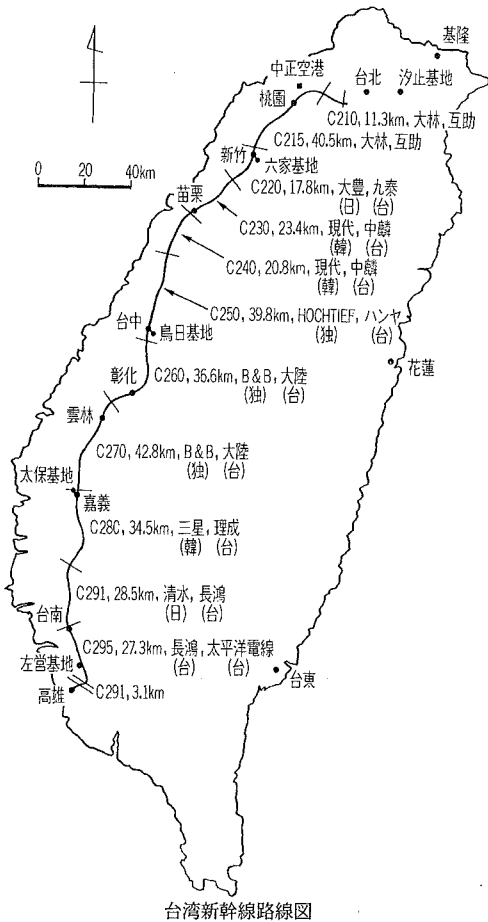 基隆
中正空港
台北
汐止基地
桃園
C210, 11.3km, 大林, 互助
C215, 40.5km, 大林, 互助
新竹
六家基地
C220, 17.8km, 大豊, 九泰
(日) (台)
苗栗
C230, 23.4km, 現代, 中麟
(韓) (台)
C240, 20.8km, 現代, 中麟
(韓) (台)
C250, 39.8km, HOCHTIEF, ハンヤ
(独) (台)
台中
烏日基地
花蓮
彰化
C260, 36.6km, B&B, 大陸
(独) (台)
雲林
C270, 42.8km, B&B, 大陸
(独) (台)
太保基地
嘉義
C280, 34.5km, 三星, 理成
(韓) (台)
C291, 28.5km, 清水, 長鴻
(日) (台)
台南
C295, 27.3km, 長鴻, 太平洋電線
(台) (台)
左営基地
台東
高雄
C291, 3.1km
0 20 40km
台湾新幹線路線図